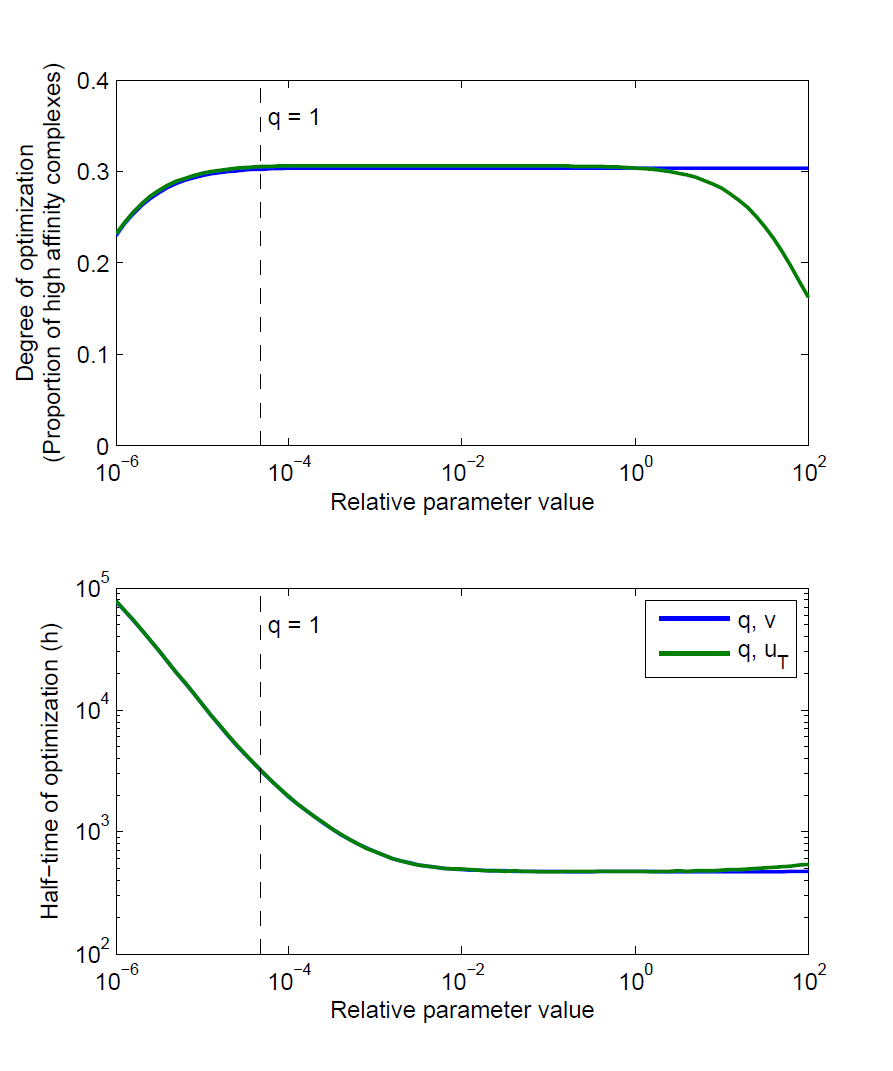 Degree of optimization
(Proportion of high affinity complexes)
0.4
0.3
0.2
0.1
0
q = 1
10^−6
10^−4
10^−2
10^0
10^2
Relative parameter value
Half−time of optimization (h)
10^5
10^4
10^3
10^2
q = 1
q, v
q, u_T
10^−6
10^−4
10^−2
10^0
10^2
Relative parameter value